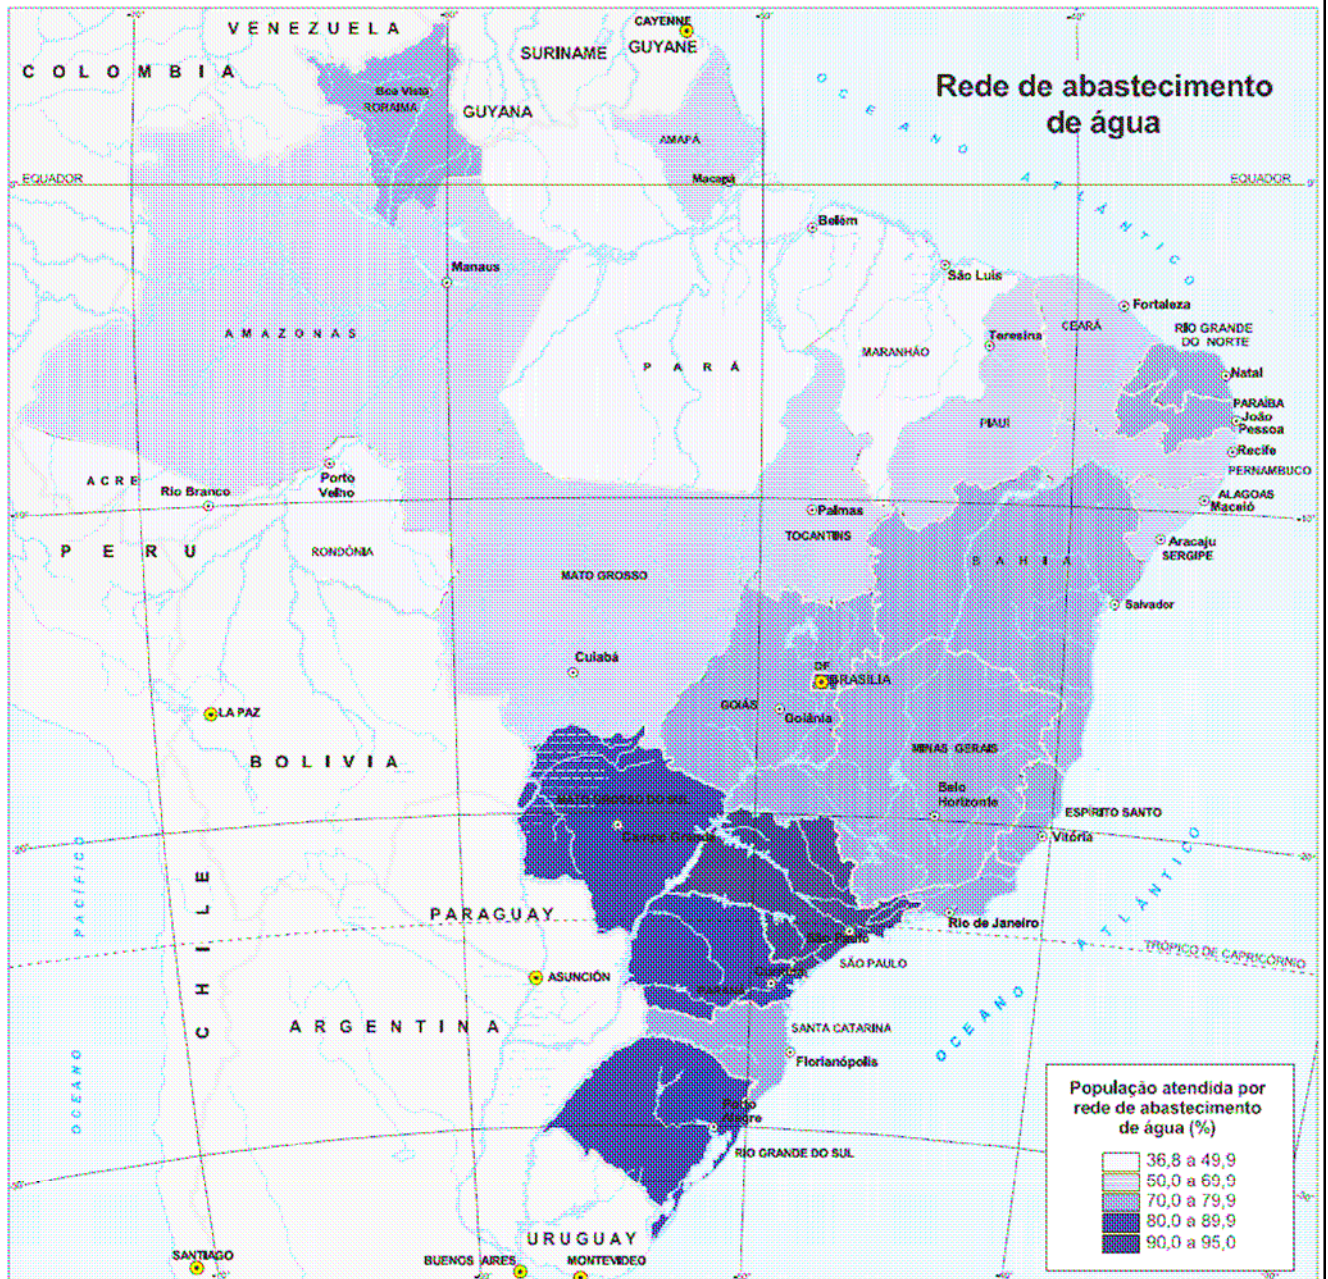 Rede de abastecimento
de água
VENEZUELA
COLOMBIA
CAYENNE
SURINAME
GUYANE
GUYANA
Boa Vista
RORAIMA
AMAPÁ
Macapá
EQUADOR
EQUADOR
OCEANO ATLÂNTICO
Belém
São Luis
Manaus
Fortaleza
AMAZONAS
PARÁ
MARANHÃO
Teresina
CEARÁ
RIO GRANDE
DO NORTE
Natal
PARAÍBA
João
Pessoa
PIAUÍ
Recife
PERNAMBUCO
ACRE
Rio Branco
Porto
Velho
ALAGOAS
Maceió
Palmas
TOCANTINS
Aracaju
SERGIPE
PERU
RONDÔNIA
MATO GROSSO
BAHIA
Salvador
Cuiabá
DF
BRASÍLIA
LA PAZ
GOIÁS
Goiânia
BOLIVIA
MINAS GERAIS
Belo
Horizonte
MATO GROSSO DO SUL
Campo Grande
ESPÍRITO SANTO
Vitória
OCEANO PACÍFICO
CHILE
PARAGUAY
Rio de Janeiro
São Paulo
SÃO PAULO
OCEANO ATLÂNTICO
TRÓPICO DE CAPRICÓRNIO
ASUNCIÓN
Curitiba
PARANÁ
ARGENTINA
SANTA CATARINA
Florianópolis
Porto
Alegre
RIO GRANDE DO SUL
URUGUAY
SANTIAGO
BUENOS AIRES
MONTEVIDEO
População atendida por
rede de abastecimento
de água (%)
36,8 a 49,9
50,0 a 69,9
70,0 a 79,9
80,0 a 89,9
90,0 a 95,0